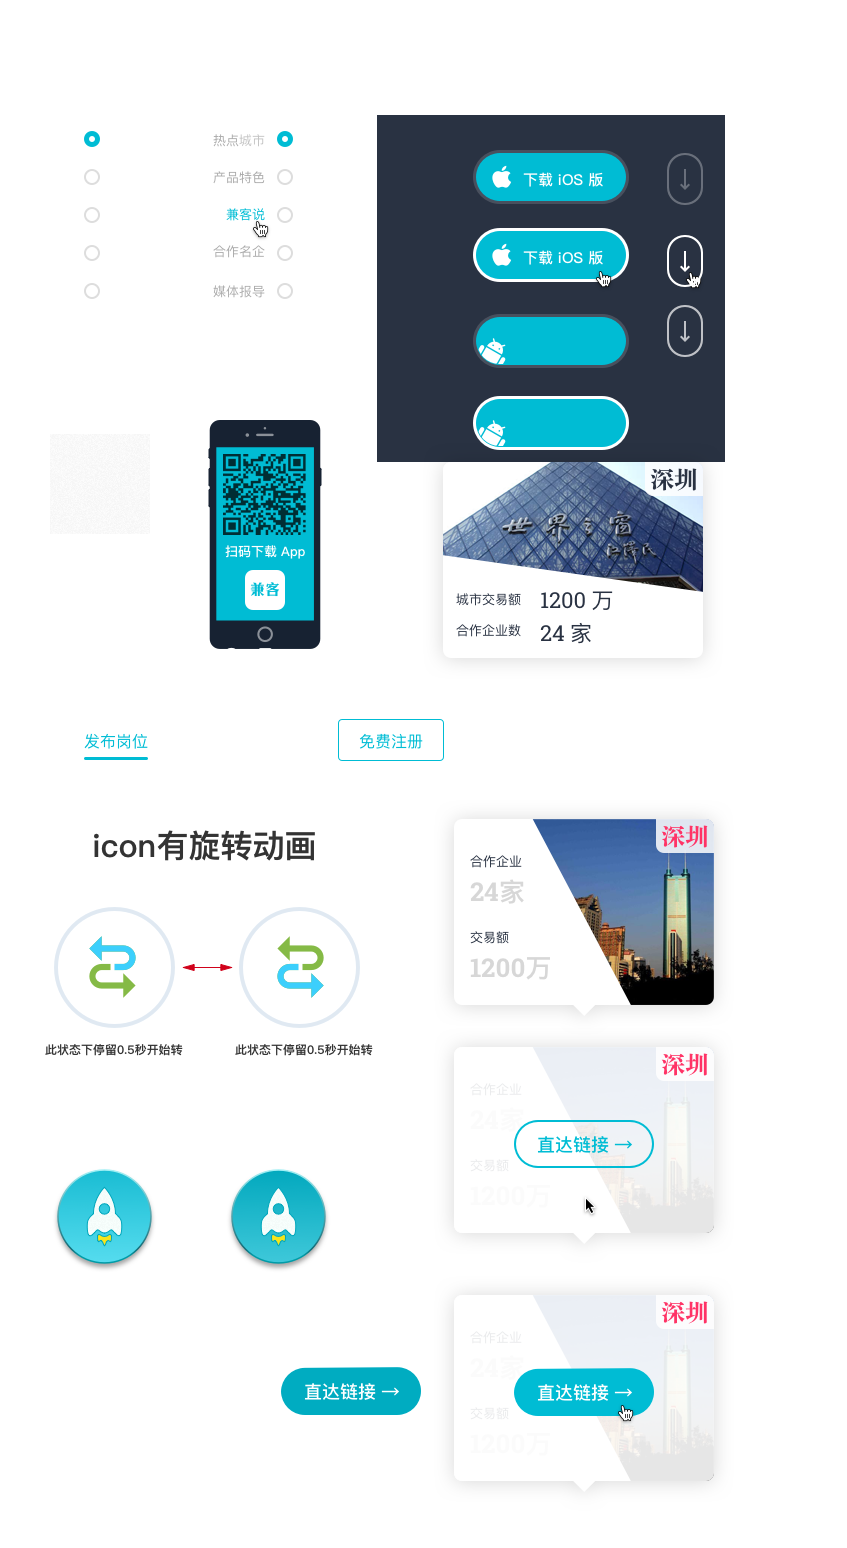 热点城市
产品特色
兼客说
合作名企
媒体报导
下载 iOS 版
下载 iOS 版
扫码下载 App
兼客
深圳
世界之窗
江泽民
城市交易额 1200 万
合作企业数 24 家
发布岗位
免费注册
icon有旋转动画
此状态下停留0.5秒开始转
此状态下停留0.5秒开始转
深圳
合作企业
24家
交易额
1200万
深圳
合作企业
24家
直达链接 →
交易额
1200万
直达链接 →
深圳
合作企业
24家
直达链接 →
交易额
1200万